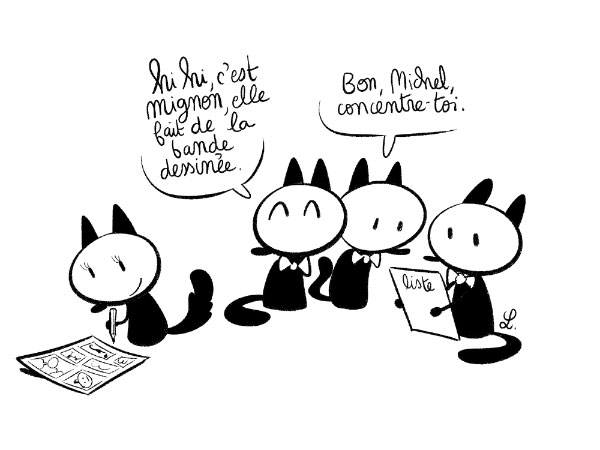 hi hi, c'est
mignon, elle
fait de la
bande
dessinée.
Bon, Michel,
concentre-toi.
liste
L.